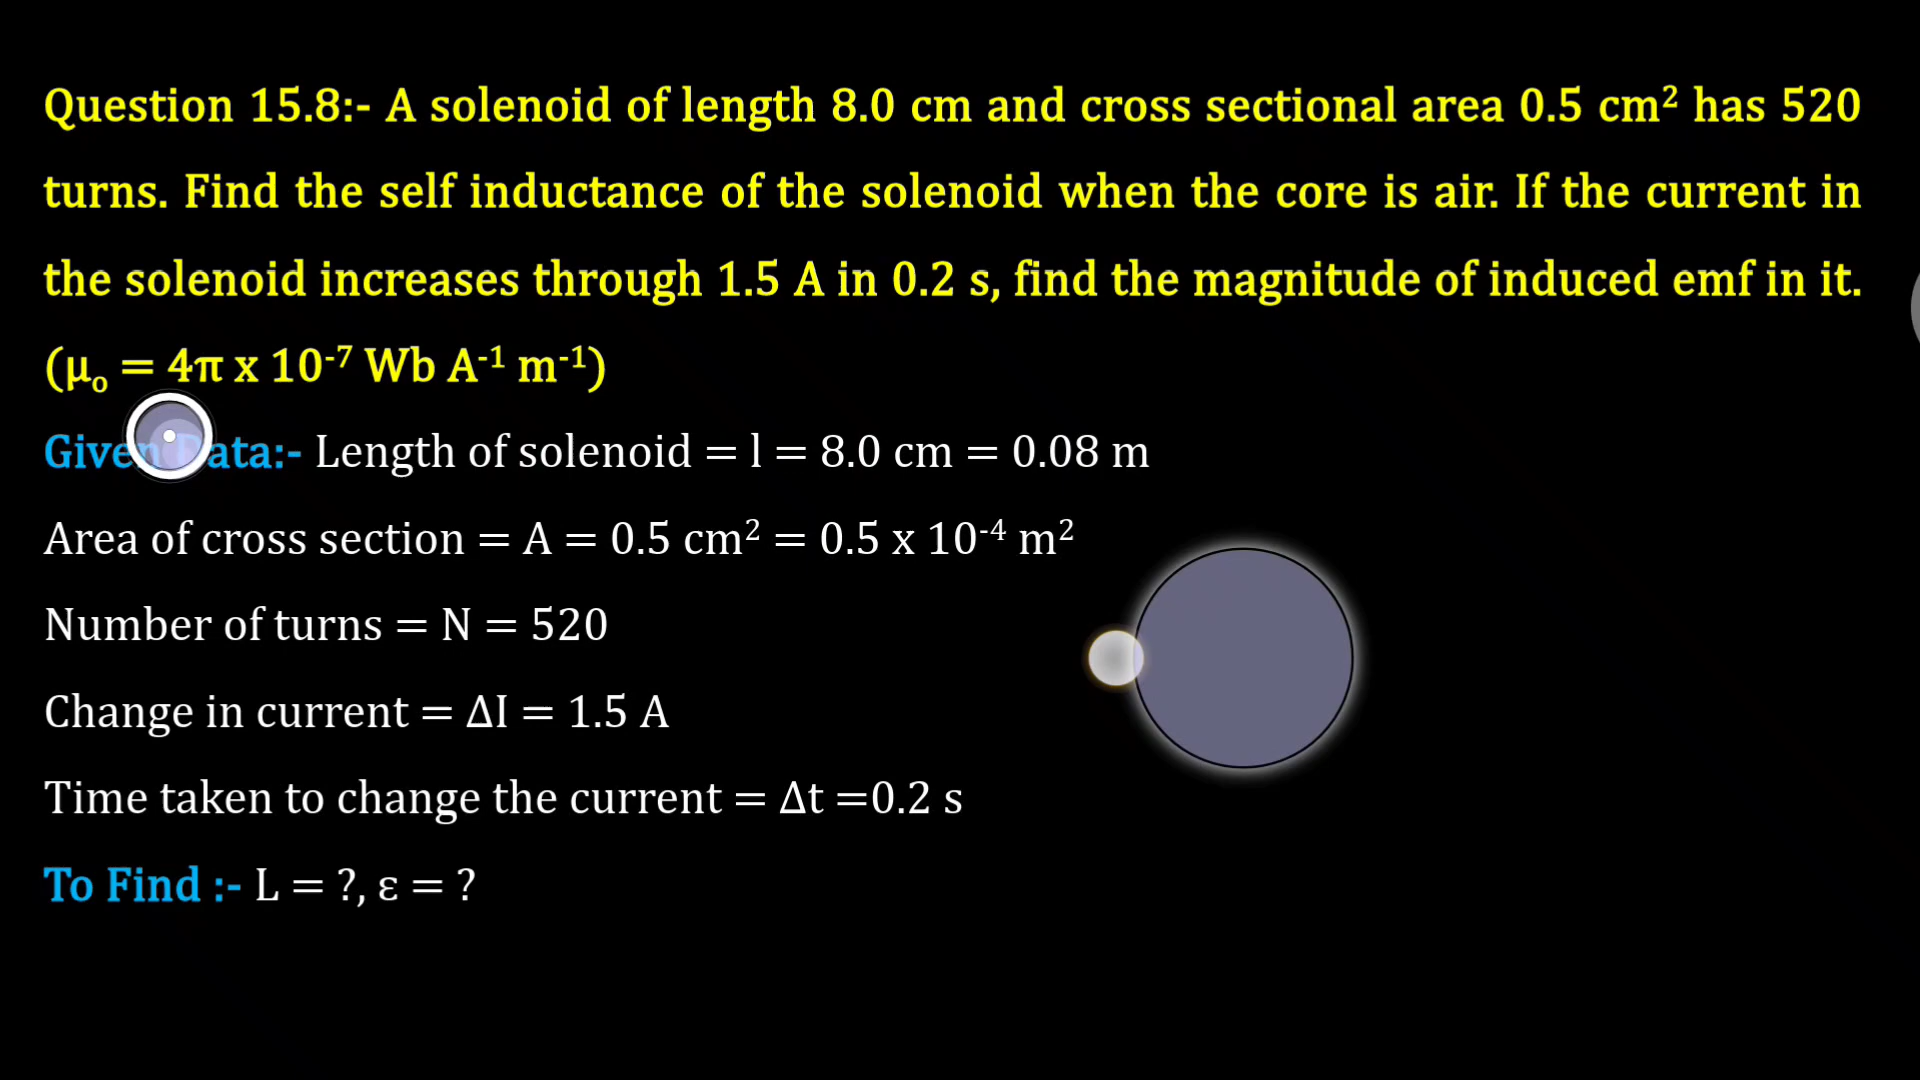 Question 15.8:- A solenoid of length 8.0 cm and cross sectional area 0.5 cm² has 520
turns. Find the self inductance of the solenoid when the core is air. If the current in
the solenoid increases through 1.5 A in 0.2 s, find the magnitude of induced emf in it.
(μₒ = 4π x 10⁻⁷ Wb A⁻¹ m⁻¹)
Given Data:- Length of solenoid = l = 8.0 cm = 0.08 m
Area of cross section = A = 0.5 cm² = 0.5 x 10⁻⁴ m²
Number of turns = N = 520
Change in current = ΔI = 1.5 A
Time taken to change the current = Δt =0.2 s
To Find :- L = ?, ε = ?